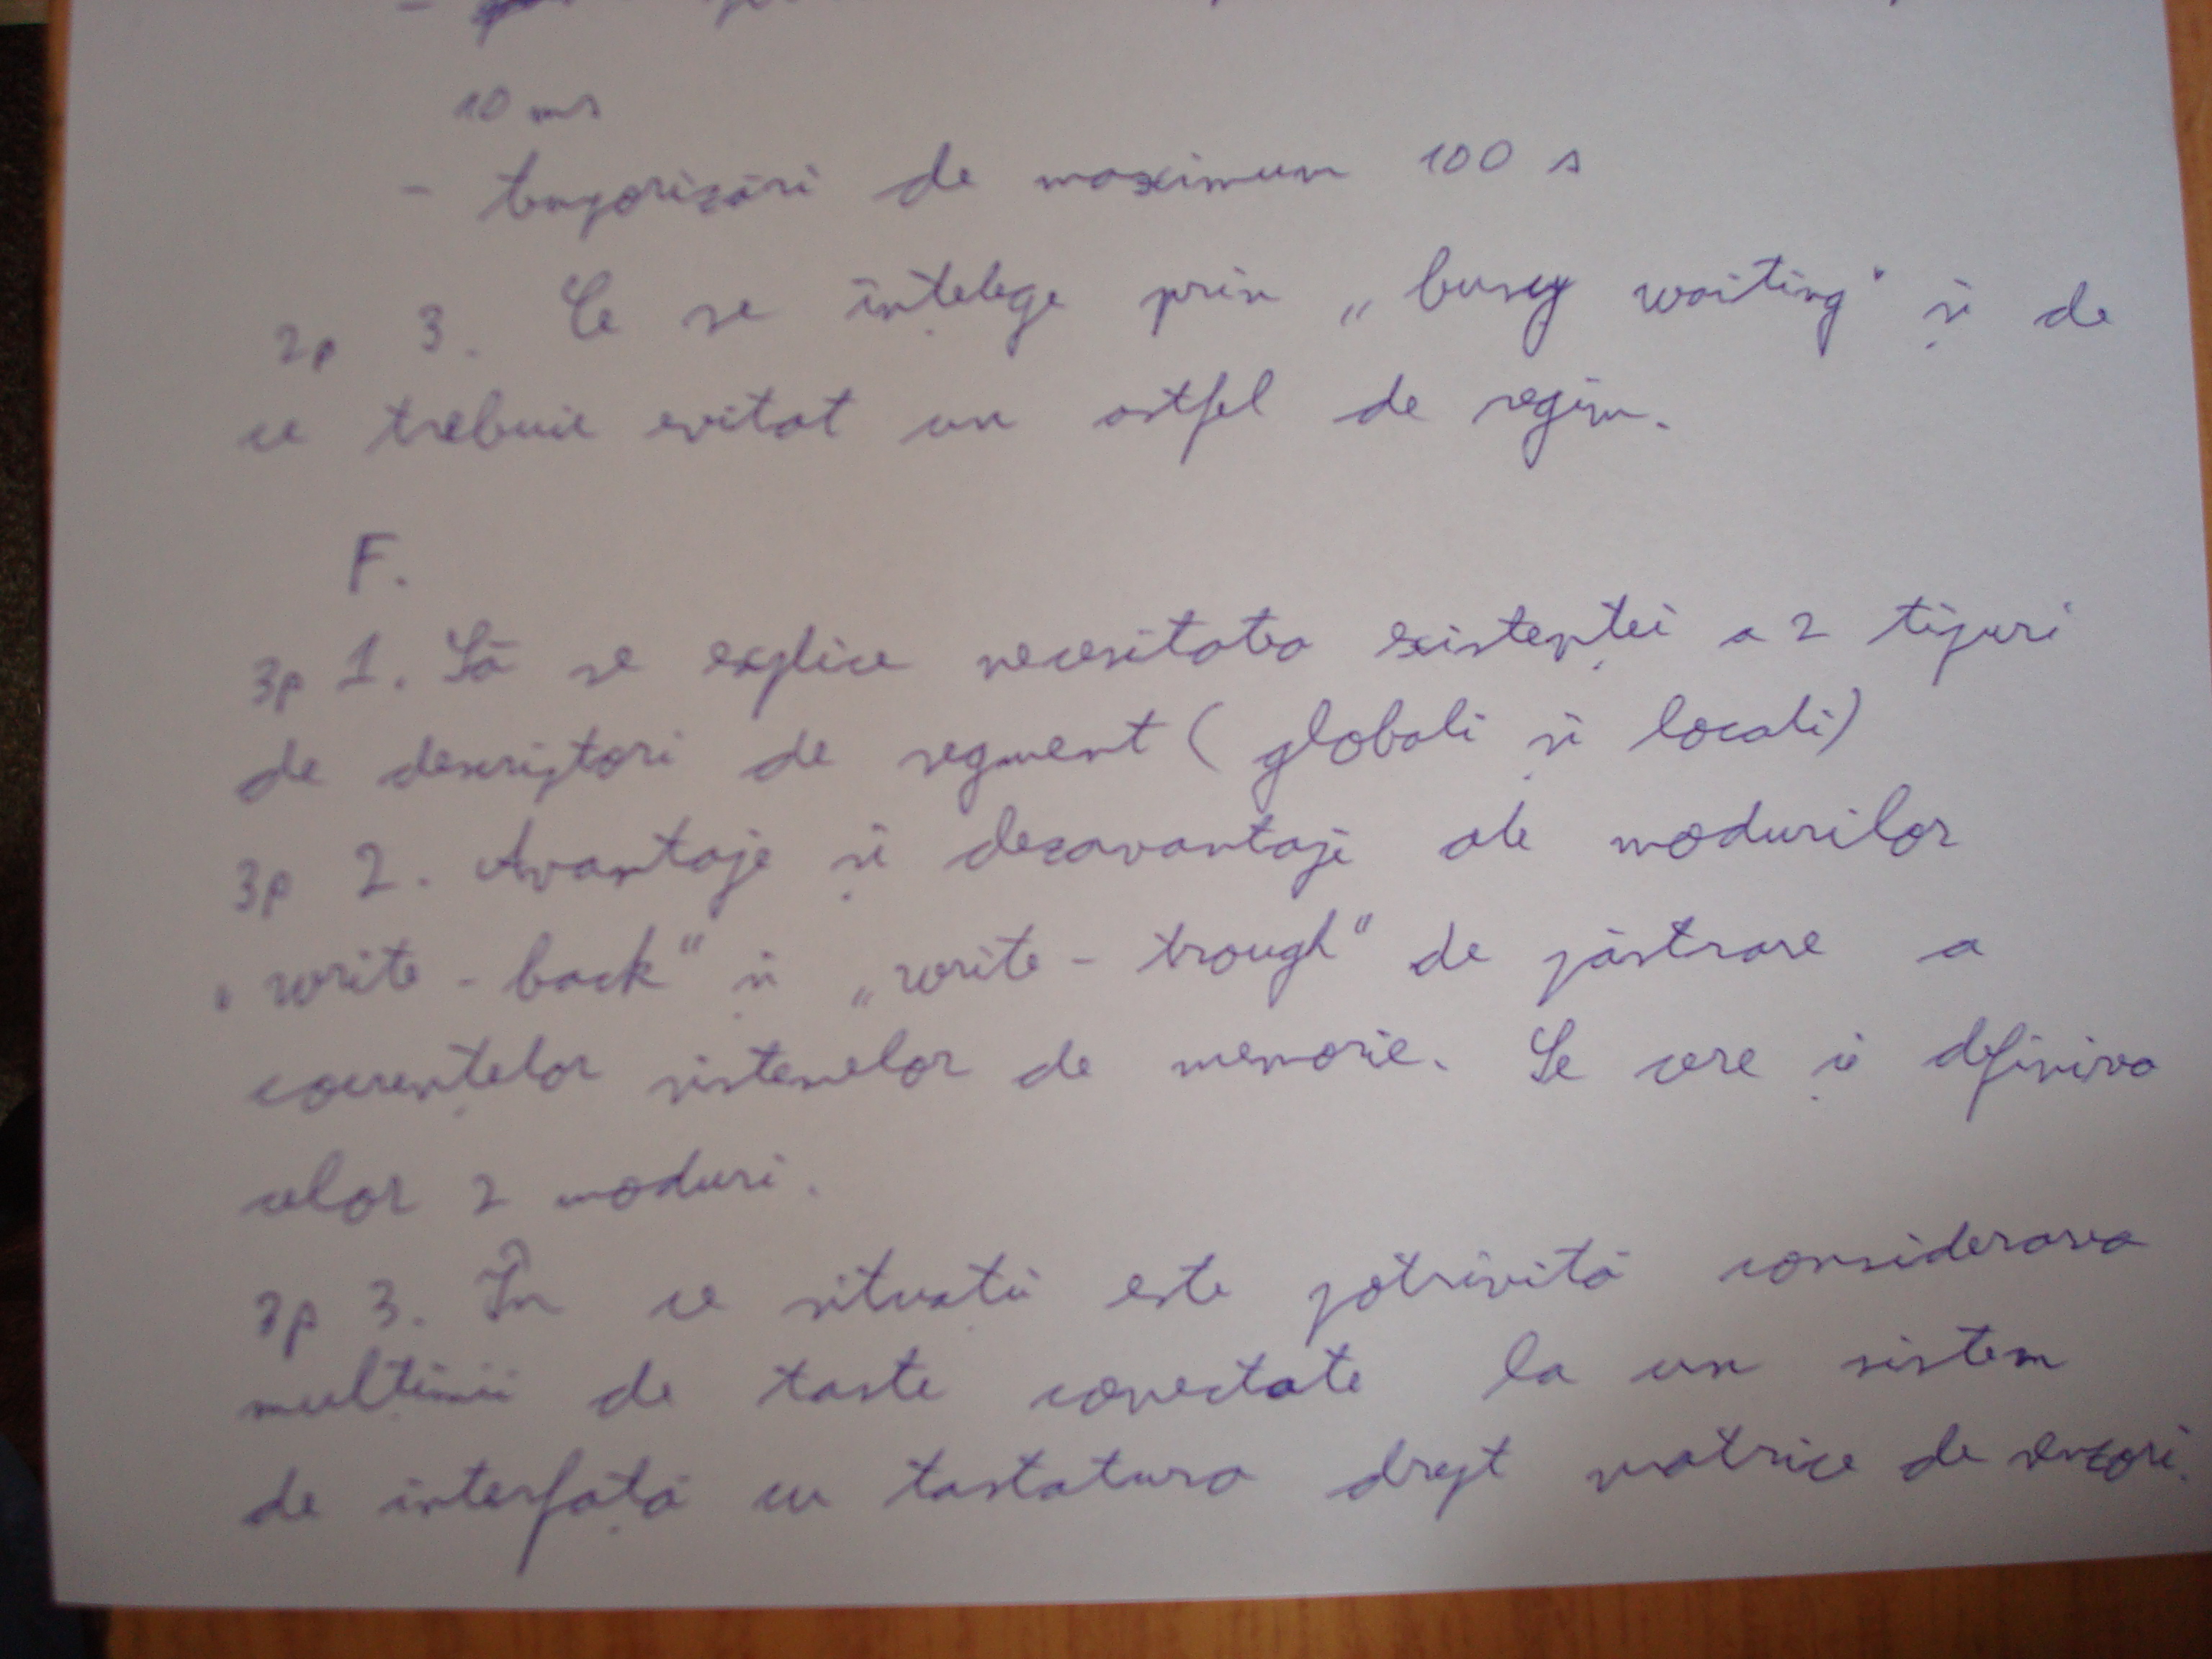 10 ms
- temporizări de maximum 100 s
2p 3. Ce se înțelege prin „busy waiting" și de
ce trebuie evitat un astfel de regim.
F.
3p 1. Să se explice necesitatea existenței a 2 tipuri
de descriptori de segment (globali și locali)
3p 2. Avantaje și dezavantaje ale modurilor
„write - back" și „write - trough" de păstrare a
coerențelor sistemelor de memorie. Se cere și definirea
celor 2 moduri.
3p 3. În ce situații este potrivită considerarea
mulțimii de taste conectate la un sistem
de interfață cu tastatura drept matrice de senzori.